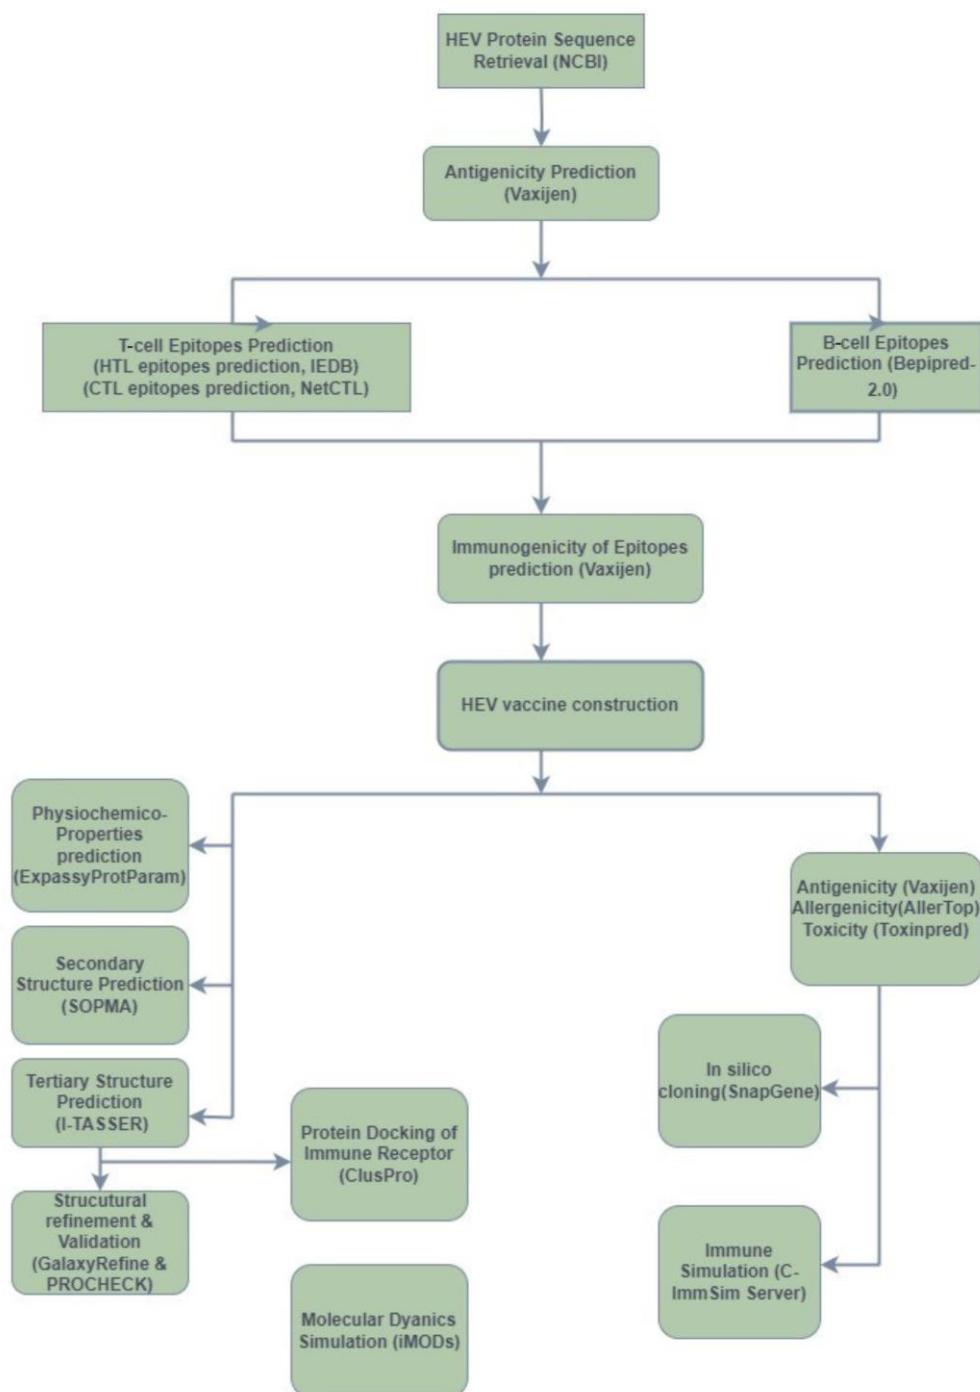 HEV Protein Sequence
Retrieval (NCBI)
Antigenicity Prediction
(Vaxijen)
T-cell Epitopes Prediction
(HTL epitopes prediction, IEDB)
(CTL epitopes prediction, NetCTL)
B-cell Epitopes
Prediction (Bepipred-
2.0)
Immunogenicity of Epitopes
prediction (Vaxijen)
HEV vaccine construction
Physiochemico-
Properties
prediction
(ExpassyProtParam)
Antigenicity (Vaxijen)
Allergenicity(AllerTop)
Toxicity (Toxinpred)
Secondary
Structure Prediction
(SOPMA)
In silico
cloning(SnapGene)
Tertiary Structure
Prediction
(I-TASSER)
Protein Docking of
Immune Receptor
(ClusPro)
Strucutural
refinement &
Validation
(GalaxyRefine &
PROCHECK)
Immune
Simulation (C-
ImmSim Server)
Molecular Dyanics
Simulation (iMODs)